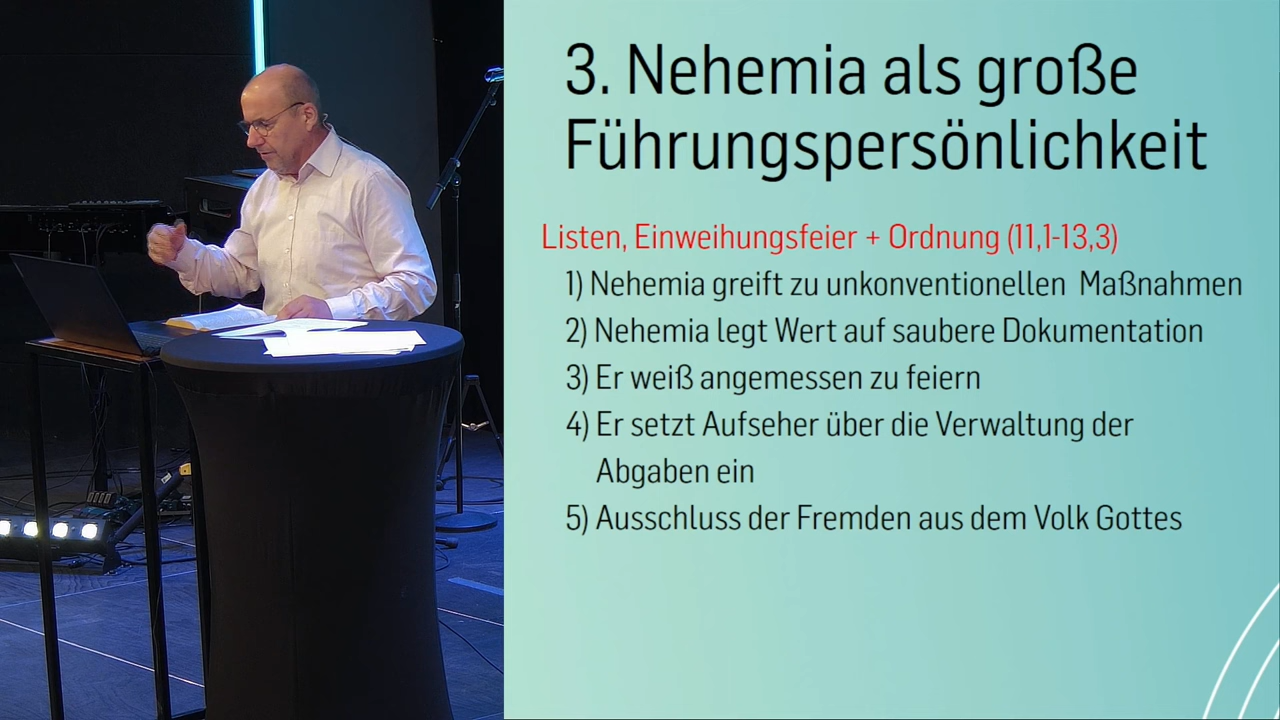 3. Nehemia als große
Führungspersönlichkeit
Listen, Einweihungsfeier + Ordnung (11,1-13,3)
1) Nehemia greift zu unkonventionellen  Maßnahmen
2) Nehemia legt Wert auf saubere Dokumentation
3) Er weiß angemessen zu feiern
4) Er setzt Aufseher über die Verwaltung der
Abgaben ein
5) Ausschluss der Fremden aus dem Volk Gottes